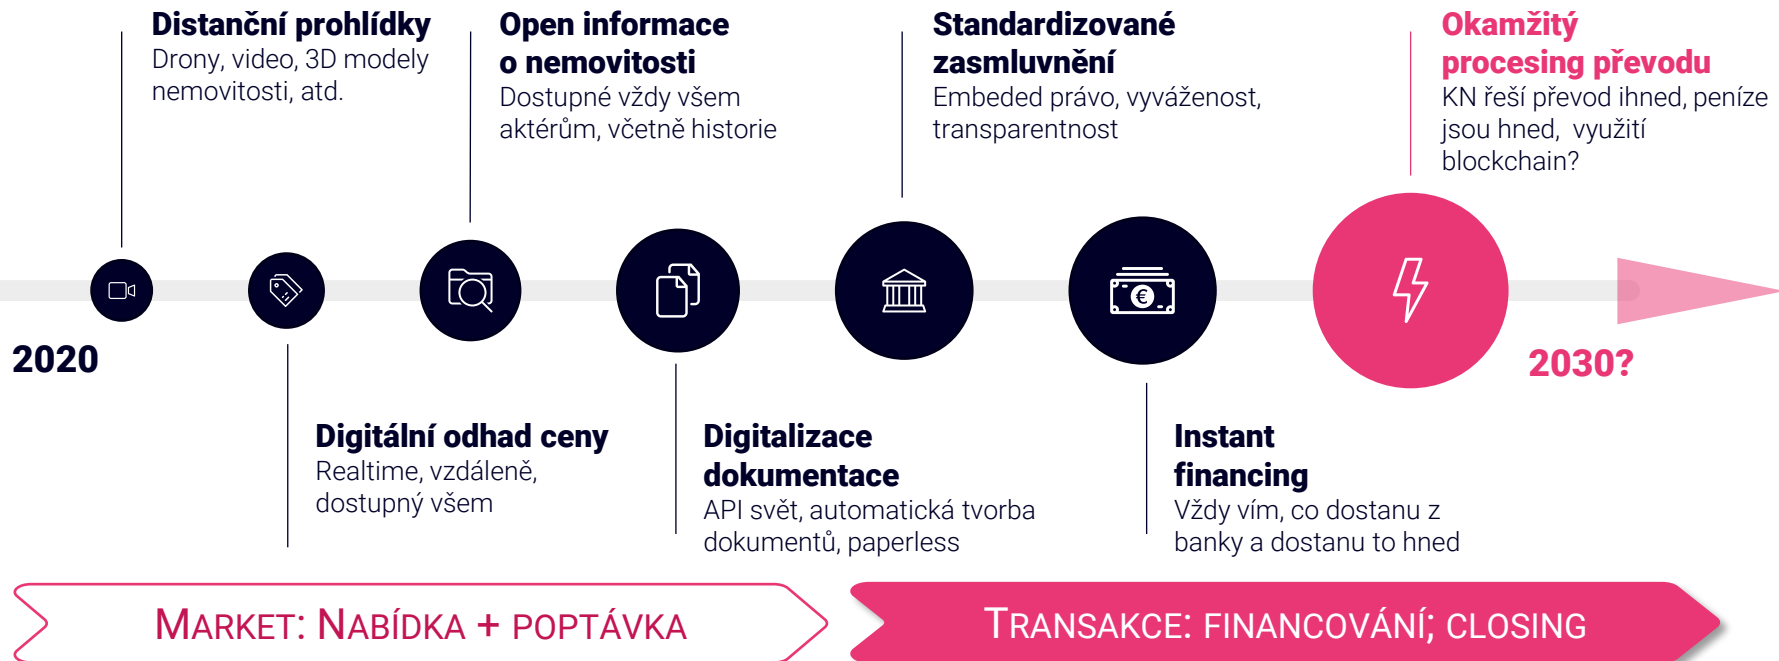 Distanční prohlídky
Drony, video, 3D modely
nemovitosti, atd.
Open informace
o nemovitosti
Dostupné vždy všem
aktérům, včetně historie
Standardizované
zasmluvnění
Embeded právo, vyváženost,
transparentnost
Okamžitý
procesing převodu
KN řeší převod ihned, peníze
jsou hned, využití
blockchain?
€
2020
2030?
Digitální odhad ceny
Realtime, vzdáleně,
dostupný všem
Digitalizace
dokumentace
API svět, automatická tvorba
dokumentů, paperless
Instant
financing
Vždy vím, co dostanu z
banky a dostanu to hned
MARKET: NABÍDKA + POPTÁVKA
TRANSAKCE: FINANCOVÁNÍ; CLOSING